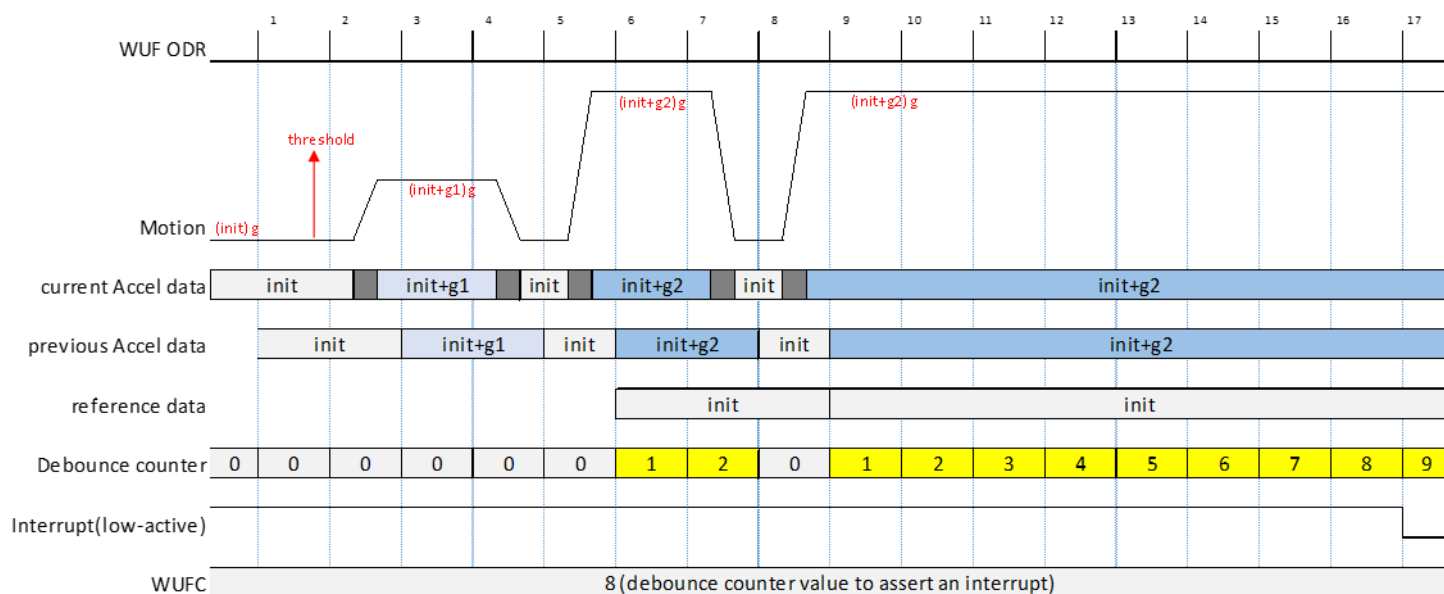 1 2 3 4 5 6 7 8 9 10 11 12 13 14 15 16 17
WUF ODR
(init+g2)g (init+g2)g
threshold
(init+g1)g
Motion (init)g
current Accel data init init+g1 init init+g2 init init+g2
previous Accel data init init+g1 init init+g2 init init+g2
reference data init init
Debounce counter 0 0 0 0 0 0 1 2 0 1 2 3 4 5 6 7 8 9
Interrupt(low-active)
WUFC 8 (debounce counter value to assert an interrupt)